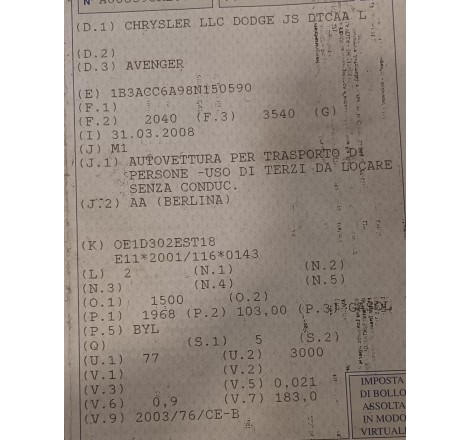 (D.1) CHRYSLER LLC DODGE JS DTCAA L
(D.2)
(D.3) AVENGER
(E) 1B3ACC6A98N150590
(F.1)
(F.2) 2040 (F.3) 3540 (G)
(I) 31.03.2008
(J) M1
(J.1) AUTOVETTURA PER TRASPORTO DI
PERSONE -USO DI TERZI DA LOCARE
SENZA CONDUC.
(J.2) AA (BERLINA)
(K) OE1D302EST18
E11*2001/116*0143
(L) 2 (N.1) (N.2)
(N.3) (N.4) (N.5)
(O.1) 1500 (O.2)
(P.1) 1968 (P.2) 103,00 (P.3)
(P.5) BYL
(Q) (S.1) 5 (S.2)
(U.1) 77 (U.2) 3000
(V.1) (V.2)
(V.3) (V.5) 0,021
(V.6) 0,9 (V.7) 183,0
(V.9) 2003/76/CE-B
IMPOSTA
DI BOLLO
ASSOLTA
IN MODO
VIRTUAL